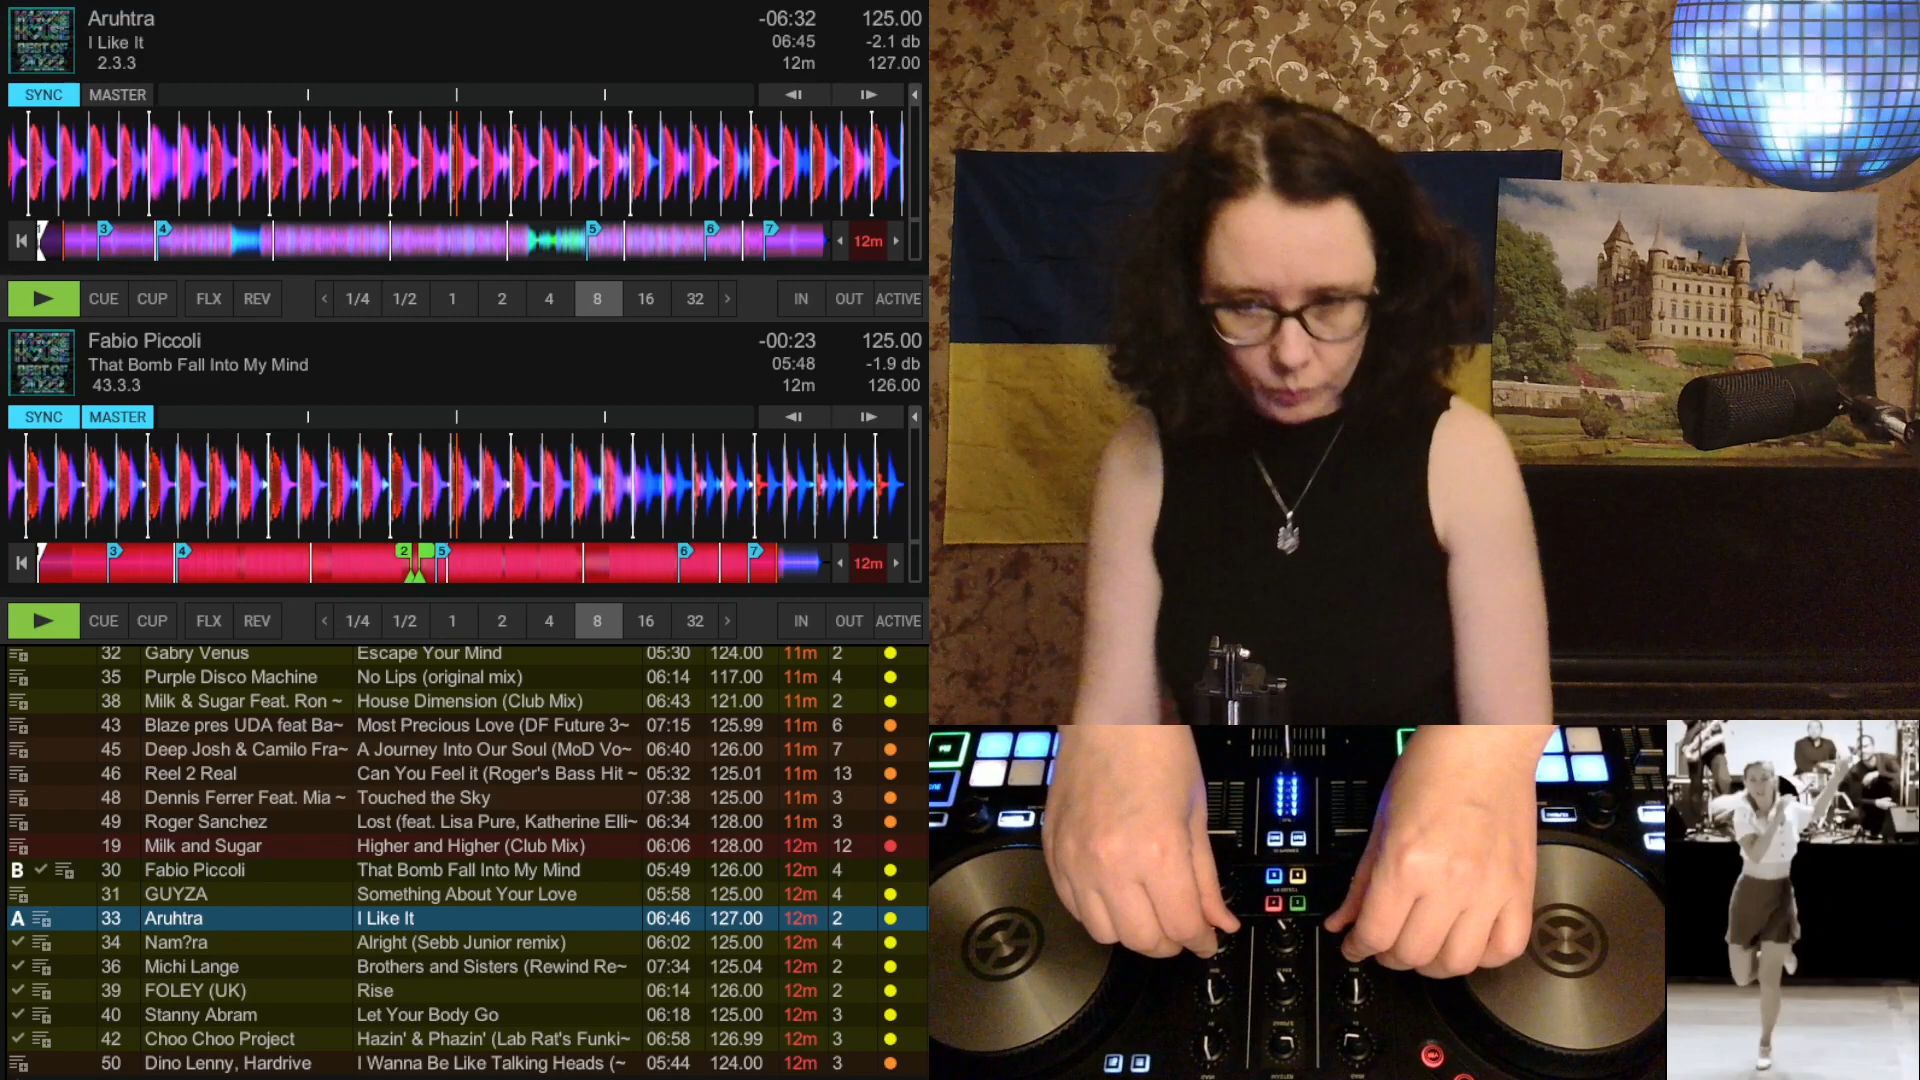 Aruhtra -06:32 125.00
I Like It 06:45 -2.1 db
2.3.3 12m 127.00
SYNC MASTER
3 4 5 6 7 12m
CUE CUP FLX REV 1/4 1/2 1 2 4 8 16 32 IN OUT ACTIVE
Fabio Piccoli -00:23 125.00
That Bomb Fall Into My Mind 05:48 -1.9 db
43.3.3 12m 126.00
SYNC MASTER
3 4 2 5 6 7 12m
CUE CUP FLX REV 1/4 1/2 1 2 4 8 16 32 IN OUT ACTIVE
32 Gabry Venus Escape Your Mind 05:30 124.00 11m 2
35 Purple Disco Machine No Lips (original mix) 06:14 117.00 11m 4
38 Milk & Sugar Feat. Ron ~ House Dimension (Club Mix) 06:43 121.00 11m 2
43 Blaze pres UDA feat Ba~ Most Precious Love (DF Future 3~ 07:15 125.99 11m 6
45 Deep Josh & Camilo Fra~ A Journey Into Our Soul (MoD Vo~ 06:40 126.00 11m 7
46 Reel 2 Real Can You Feel it (Roger's Bass Hit ~ 05:32 125.01 11m 13
48 Dennis Ferrer Feat. Mia ~ Touched the Sky 07:38 125.00 11m 3
49 Roger Sanchez Lost (feat. Lisa Pure, Katherine Elli~ 06:34 128.00 11m 3
19 Milk and Sugar Higher and Higher (Club Mix) 06:06 128.00 12m 12
B 30 Fabio Piccoli That Bomb Fall Into My Mind 05:49 126.00 12m 4
31 GUYZA Something About Your Love 05:58 125.00 12m 4
A 33 Aruhtra I Like It 06:46 127.00 12m 2
34 Nam?ra Alright (Sebb Junior remix) 06:02 125.00 12m 4
36 Michi Lange Brothers and Sisters (Rewind Re~ 07:34 125.04 12m 2
39 FOLEY (UK) Rise 06:14 126.00 12m 2
40 Stanny Abram Let Your Body Go 06:18 125.00 12m 3
42 Choo Choo Project Hazin' & Phazin' (Lab Rat's Funki~ 06:58 126.99 12m 3
50 Dino Lenny, Hardrive I Wanna Be Like Talking Heads (~ 05:44 124.00 12m 3